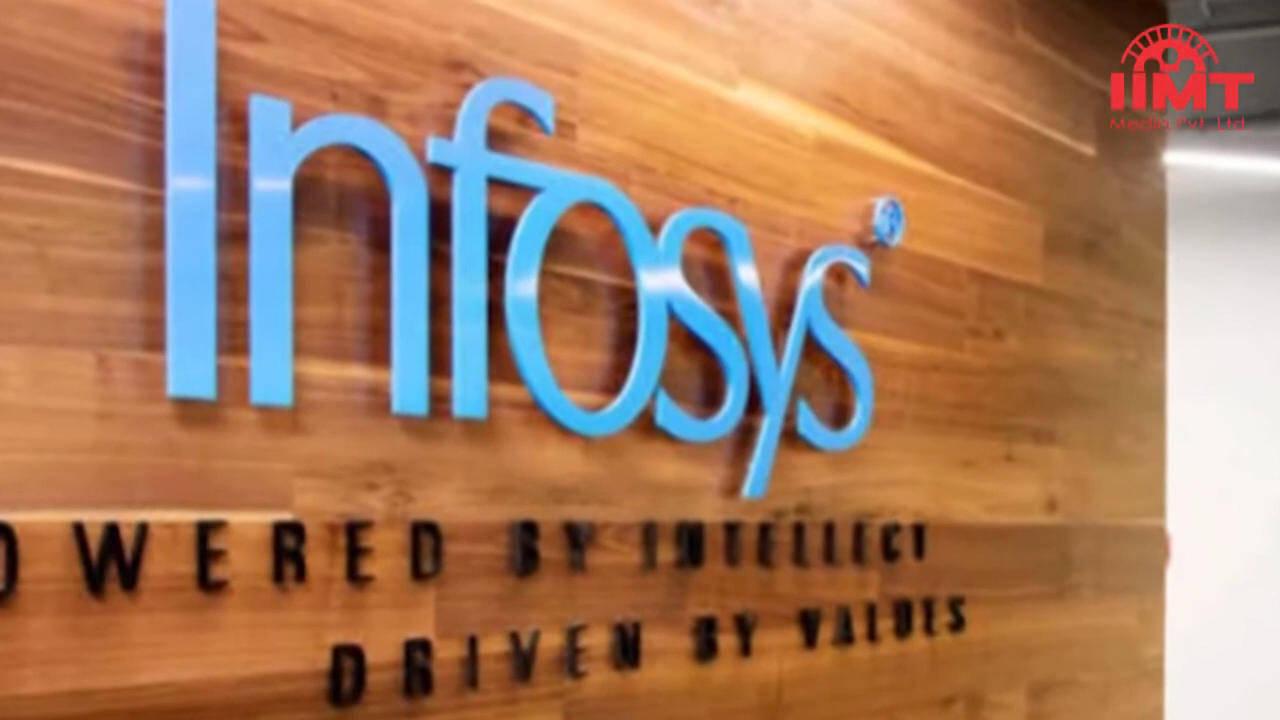 Infosys®
OWERED BY INTELLECT
DRIVEN BY VALUES
IIMT
Media Pvt. Ltd.